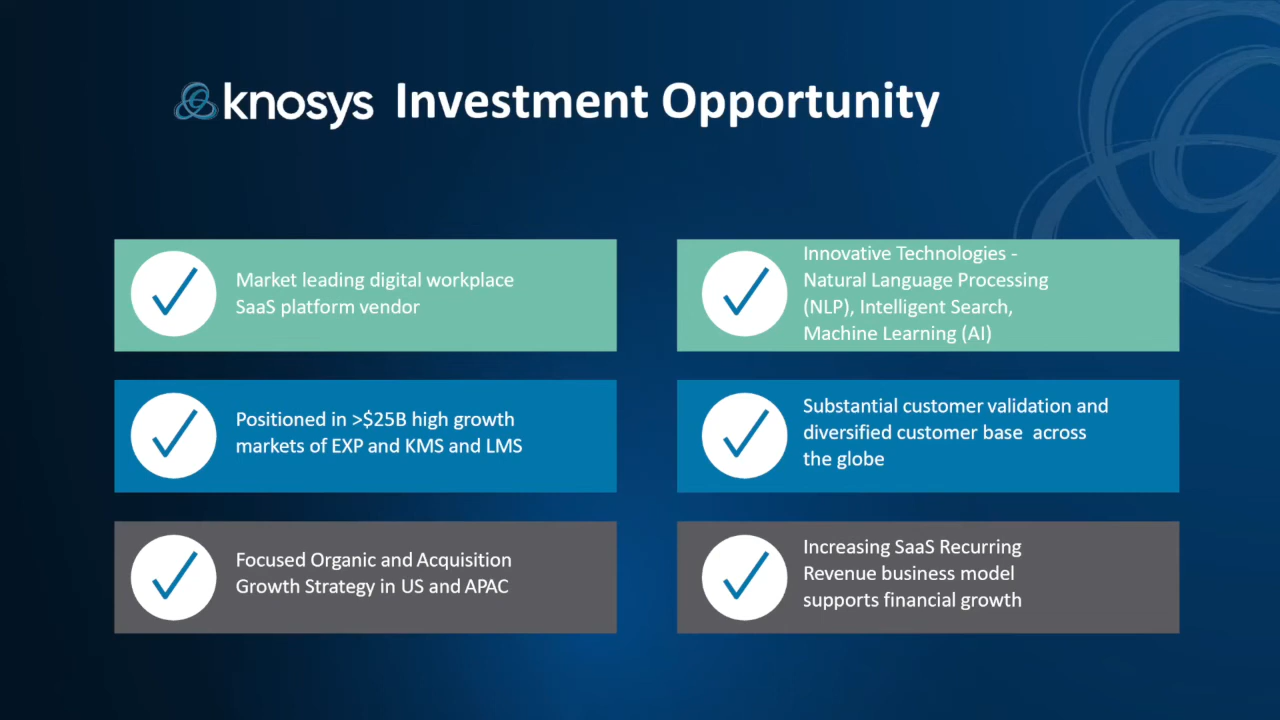 knosys Investment Opportunity
Market leading digital workplace
SaaS platform vendor
Innovative Technologies -
Natural Language Processing
(NLP), Intelligent Search,
Machine Learning (AI)
Positioned in >$25B high growth
markets of EXP and KMS and LMS
Substantial customer validation and
diversified customer base across
the globe
Focused Organic and Acquisition
Growth Strategy in US and APAC
Increasing SaaS Recurring
Revenue business model
supports financial growth